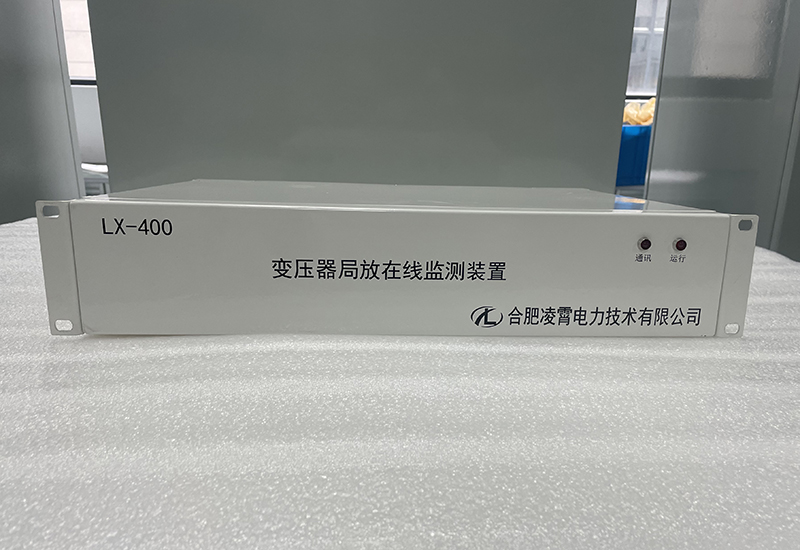 LX-400
变压器局放在线监测装置
通讯 运行
合肥凌霄电力技术有限公司